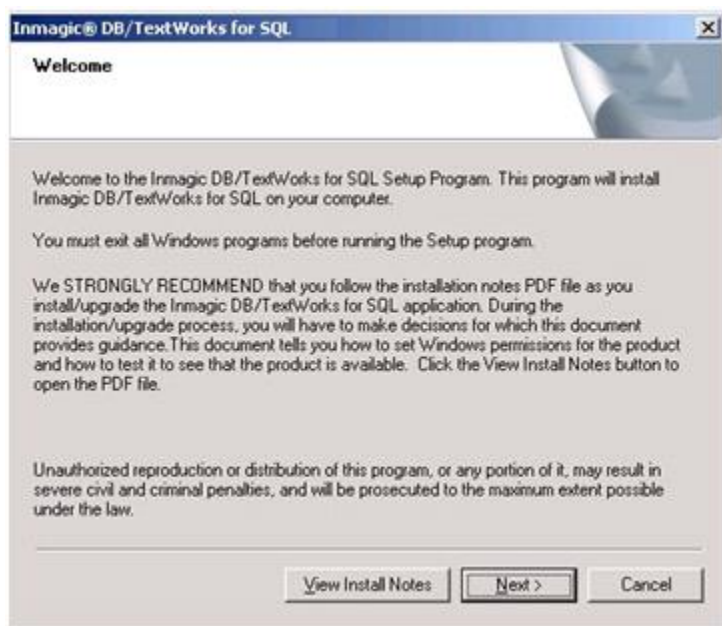 Inmagic® DB/TextWorks for SQL
Welcome
Welcome to the Inmagic DB/TextWorks for SQL Setup Program. This program will install
Inmagic DB/TextWorks for SQL on your computer.
You must exit all Windows programs before running the Setup program.
We STRONGLY RECOMMEND that you follow the installation notes PDF file as you
install/upgrade the Inmagic DB/TextWorks for SQL application. During the
installation/upgrade process, you will have to make decisions for which this document
provides guidance.This document tells you how to set Windows permissions for the product
and how to test it to see that the product is available. Click the View Install Notes button to
open the PDF file.
Unauthorized reproduction or distribution of this program, or any portion of it, may result in
severe civil and criminal penalties, and will be prosecuted to the maximum extent possible
under the law.
View Install Notes Next > Cancel